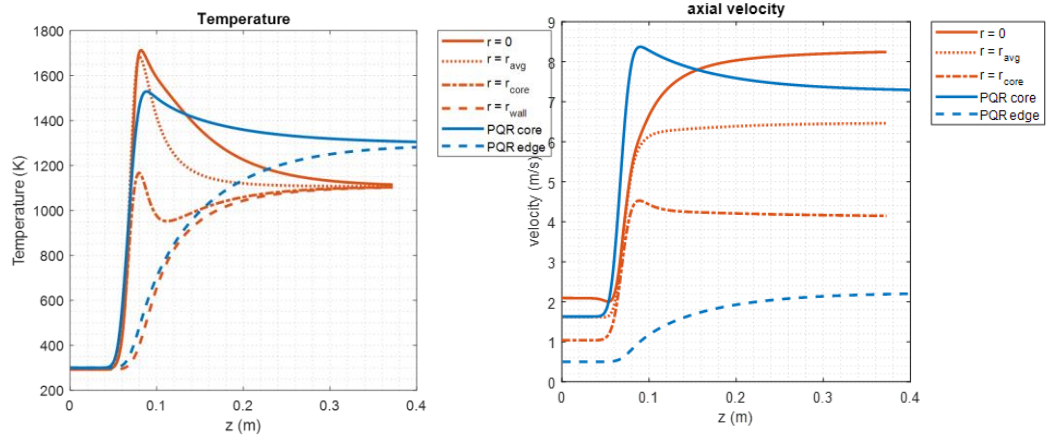 Temperature
1800
1600
1400
1200
1000
800
600
400
200
0
0.1
0.2
0.3
0.4
Temperature (K)
z (m)
r = 0
r = r_avg
r = r_core
r = r_wall
PQR core
PQR edge
axial velocity
9
8
7
6
5
4
3
2
1
0
0
0.1
0.2
0.3
0.4
velocity (m/s)
z (m)
r = 0
r = r_avg
r = r_core
PQR core
PQR edge